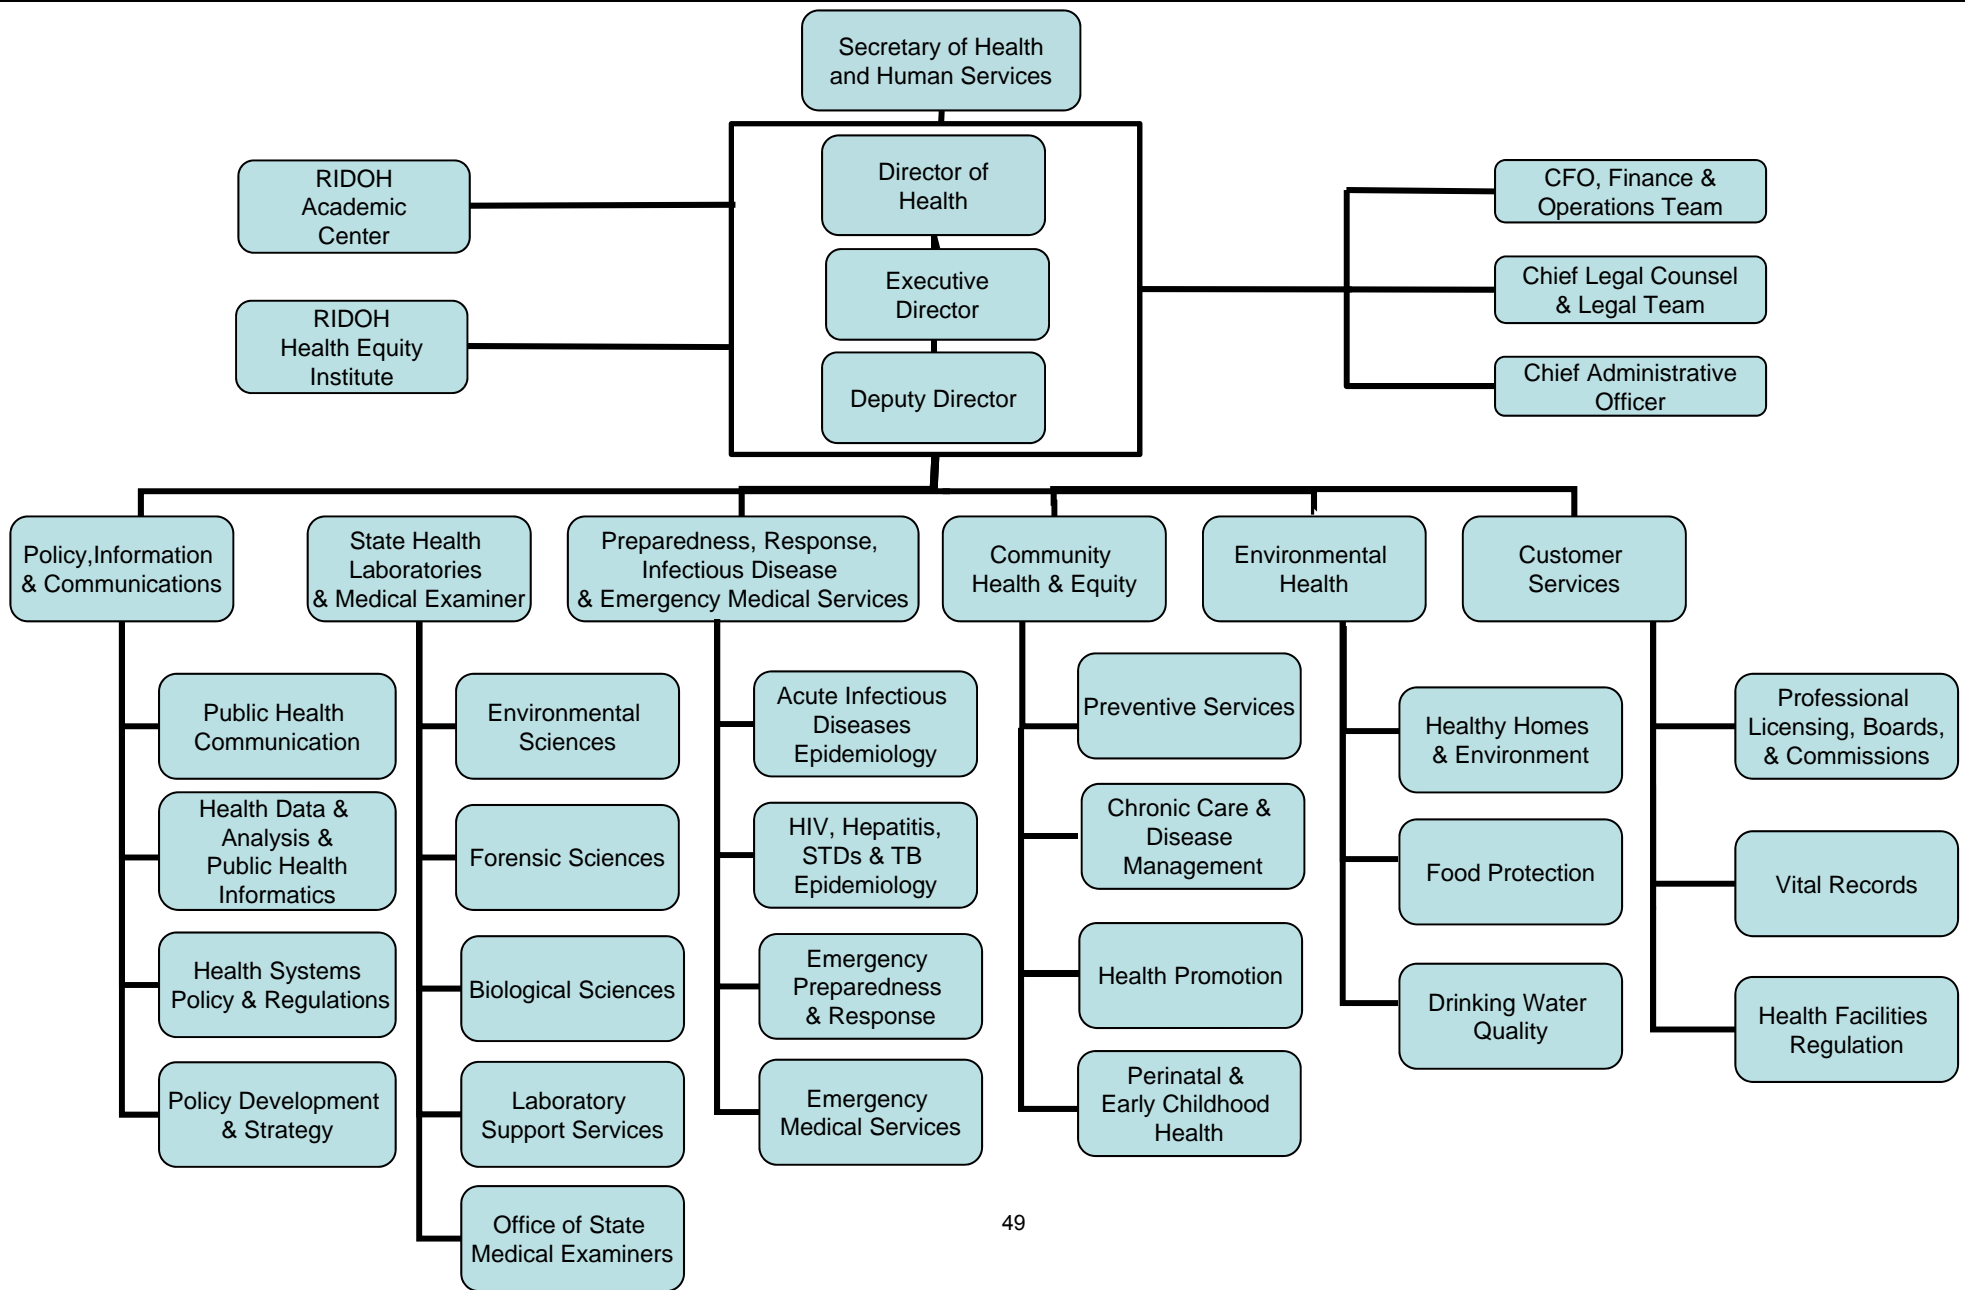 Secretary of Health
and Human Services
Director of
Health
Executive
Director
Deputy Director
RIDOH
Academic
Center
RIDOH
Health Equity
Institute
CFO, Finance &
Operations Team
Chief Legal Counsel
& Legal Team
Chief Administrative
Officer
Policy,Information
& Communications
State Health
Laboratories
& Medical Examiner
Preparedness, Response,
Infectious Disease
& Emergency Medical Services
Community
Health & Equity
Environmental
Health
Customer
Services
Public Health
Communication
Health Data &
Analysis &
Public Health
Informatics
Health Systems
Policy & Regulations
Policy Development
& Strategy
Environmental
Sciences
Forensic Sciences
Biological Sciences
Laboratory
Support Services
Office of State
Medical Examiners
Acute Infectious
Diseases
Epidemiology
HIV, Hepatitis,
STDs & TB
Epidemiology
Emergency
Preparedness
& Response
Emergency
Medical Services
Preventive Services
Chronic Care &
Disease
Management
Health Promotion
Perinatal &
Early Childhood
Health
Healthy Homes
& Environment
Food Protection
Drinking Water
Quality
Professional
Licensing, Boards,
& Commissions
Vital Records
Health Facilities
Regulation
49